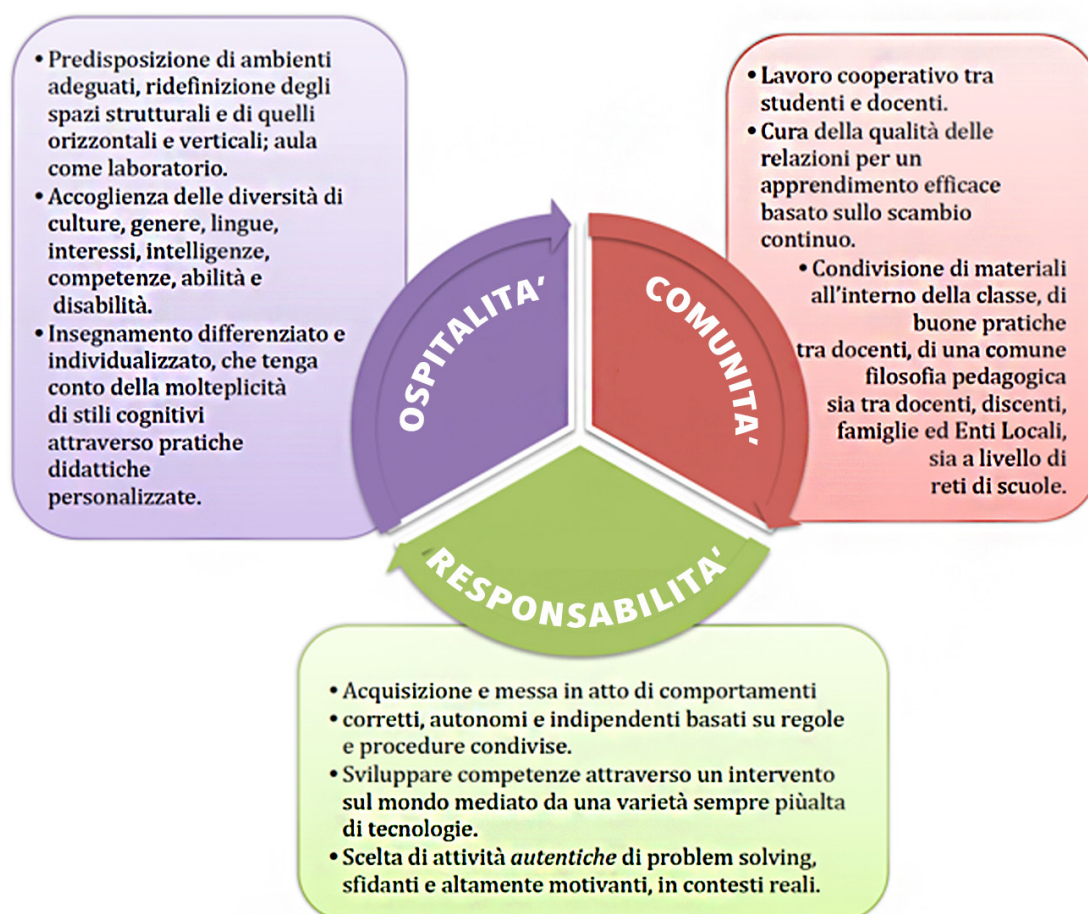 • Predisposizione di ambienti
adeguati, ridefinizione degli
spazi strutturali e di quelli
orizzontali e verticali; aula
come laboratorio.
• Accoglienza delle diversità di
culture, genere, lingue,
interessi, intelligenze,
competenze, abilità e
disabilità.
• Insegnamento differenziato e
individualizzato, che tenga
conto della molteplicità
di stili cognitivi
attraverso pratiche
didattiche
personalizzate.
OSPITALITA'
COMUNITA'
• Lavoro cooperativo tra
studenti e docenti.
• Cura della qualità delle
relazioni per un
apprendimento efficace
basato sullo scambio
continuo.
• Condivisione di materiali
all'interno della classe, di
buone pratiche
tra docenti, di una comune
filosofia pedagogica
sia tra docenti, discenti,
famiglie ed Enti Locali,
sia a livello di
reti di scuole.
RESPONSABILITA'
• Acquisizione e messa in atto di comportamenti
• corretti, autonomi e indipendenti basati su regole
e procedure condivise.
• Sviluppare competenze attraverso un intervento
sul mondo mediato da una varietà sempre piùalta
di tecnologie.
• Scelta di attività autentiche di problem solving,
sfidanti e altamente motivanti, in contesti reali.